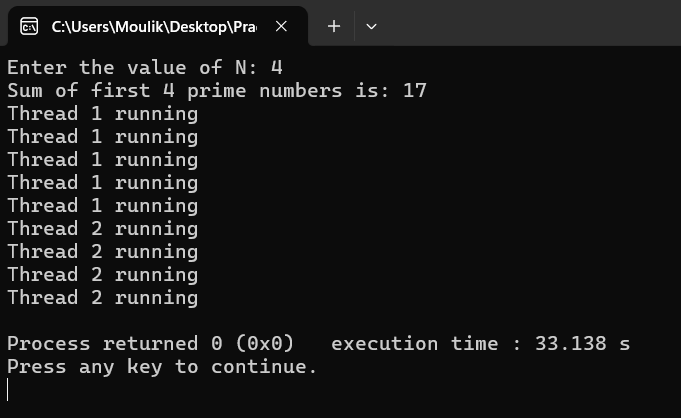 C:\Users\Moulik\Desktop\Pra
Enter the value of N: 4
Sum of first 4 prime numbers is: 17
Thread 1 running
Thread 1 running
Thread 1 running
Thread 1 running
Thread 1 running
Thread 2 running
Thread 2 running
Thread 2 running
Thread 2 running
Process returned 0 (0x0)   execution time : 33.138 s
Press any key to continue.